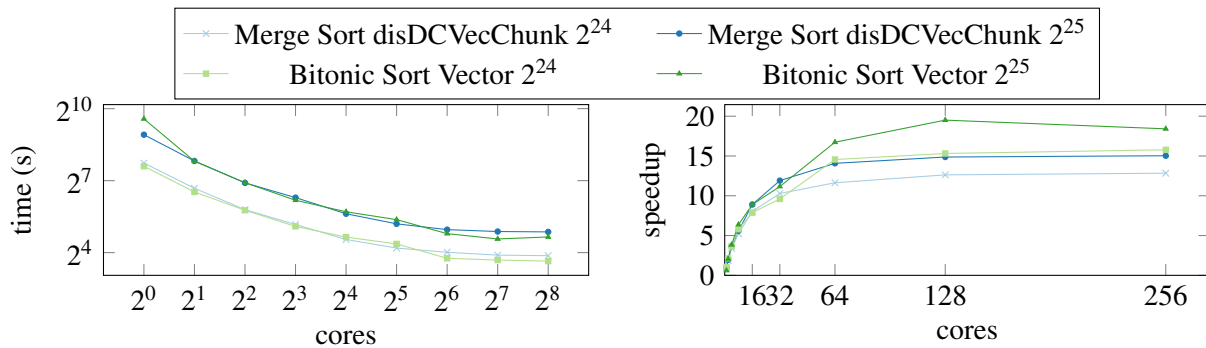 Merge Sort disDCVecChunk 2^24 Merge Sort disDCVecChunk 2^25
Bitonic Sort Vector 2^24 Bitonic Sort Vector 2^25
time (s)
2^10
2^7
2^4
2^0 2^1 2^2 2^3 2^4 2^5 2^6 2^7 2^8
cores
speedup
20
15
10
5
0
16 32 64 128 256
cores